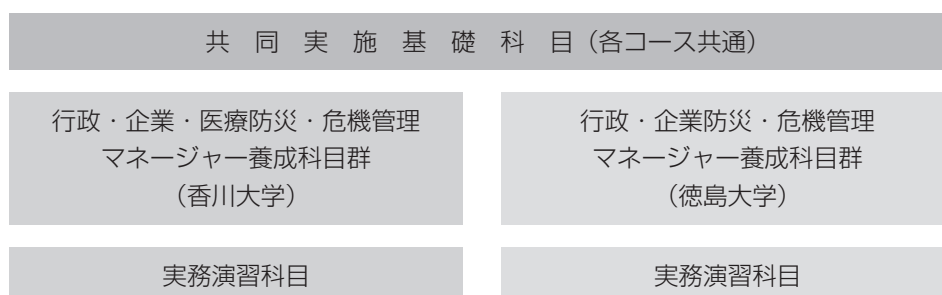 共同実施基礎科目(各コース共通)
行政・企業・医療防災・危機管理
マネージャー養成科目群
(香川大学)
行政・企業防災・危機管理
マネージャー養成科目群
(徳島大学)
実務演習科目
実務演習科目